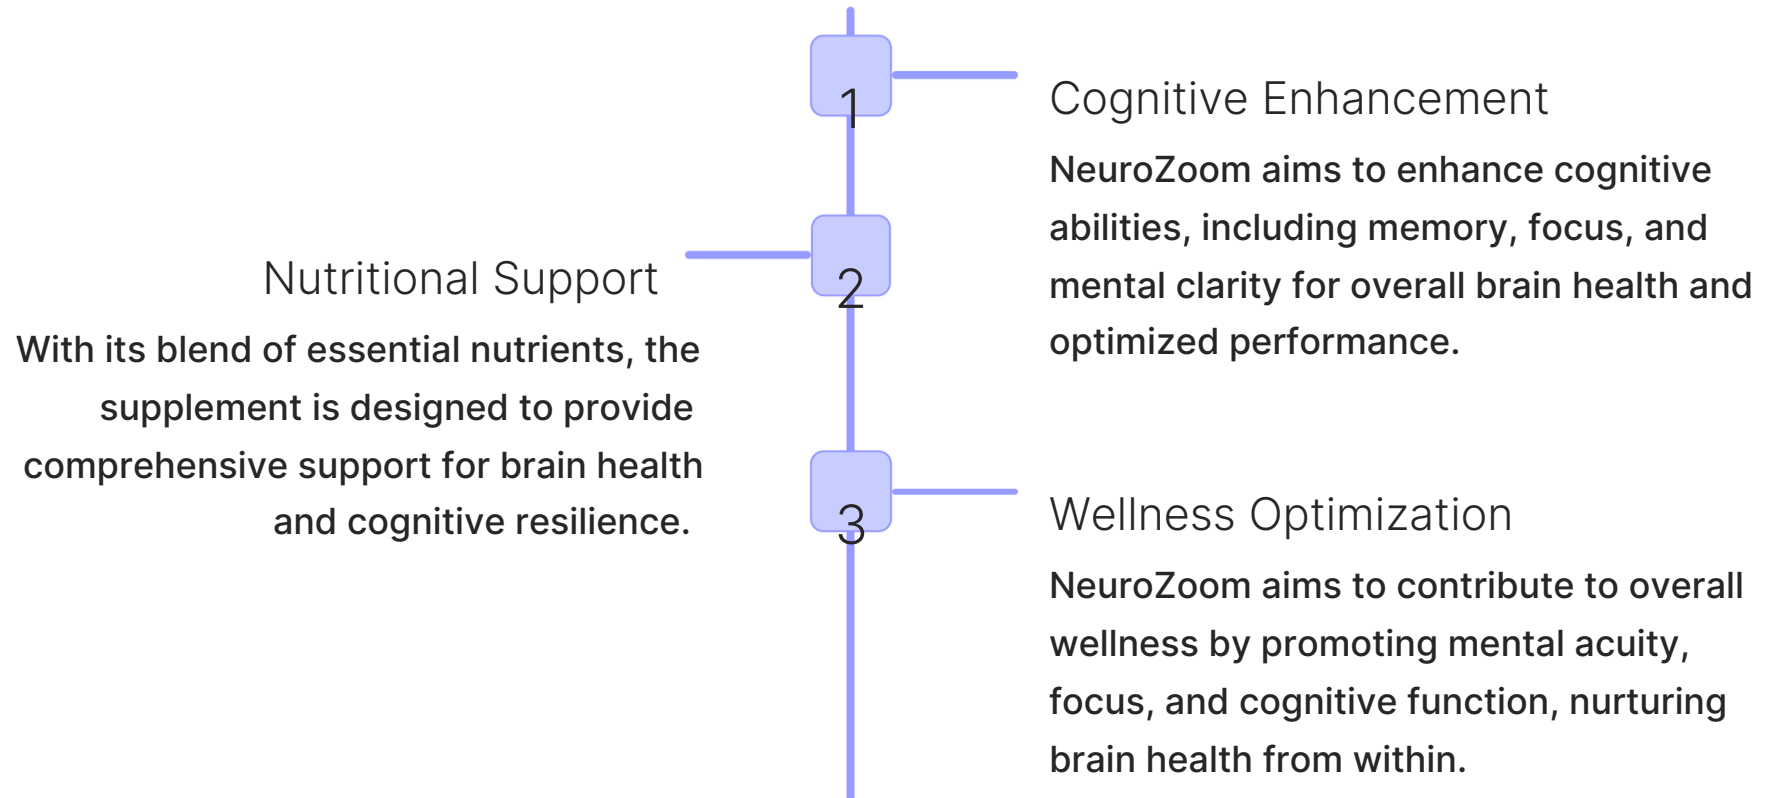 1
Cognitive Enhancement
NeuroZoom aims to enhance cognitive
abilities, including memory, focus, and
mental clarity for overall brain health and
optimized performance.
2
Nutritional Support
With its blend of essential nutrients, the
supplement is designed to provide
comprehensive support for brain health
and cognitive resilience.
3
Wellness Optimization
NeuroZoom aims to contribute to overall
wellness by promoting mental acuity,
focus, and cognitive function, nurturing
brain health from within.